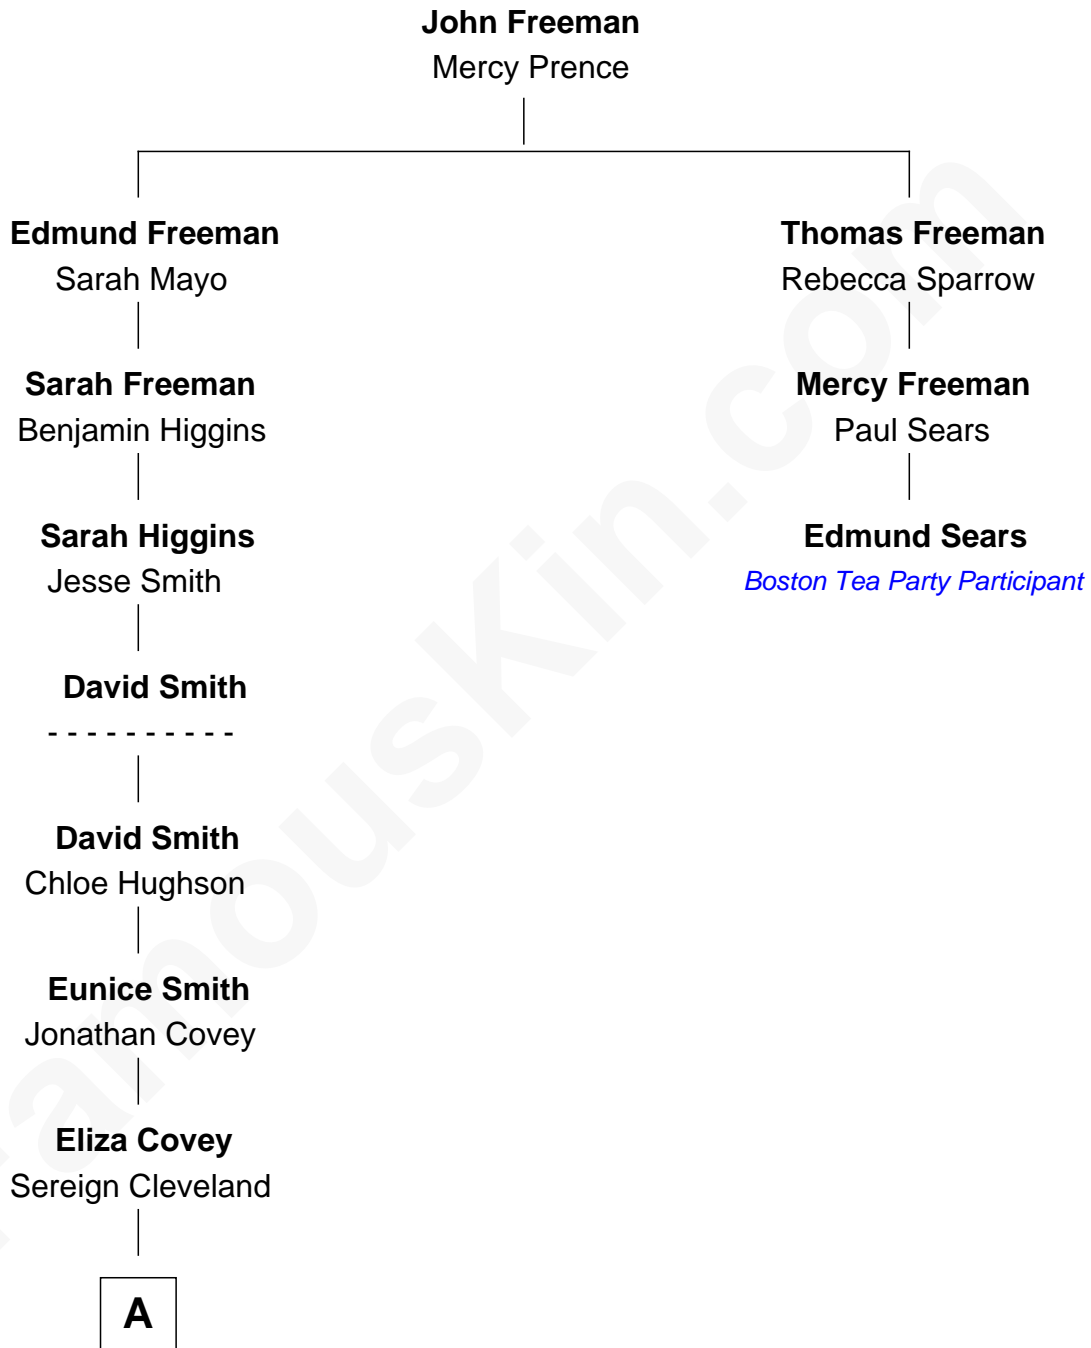 John Freeman
Mercy Prence
Edmund Freeman
Sarah Mayo
Thomas Freeman
Rebecca Sparrow
Sarah Freeman
Benjamin Higgins
Mercy Freeman
Paul Sears
Sarah Higgins
Jesse Smith
Edmund Sears
Boston Tea Party Participant
David Smith
- - - - - - - - - -
David Smith
Chloe Hughson
Eunice Smith
Jonathan Covey
Eliza Covey
Sereign Cleveland
A
FamousKin.com